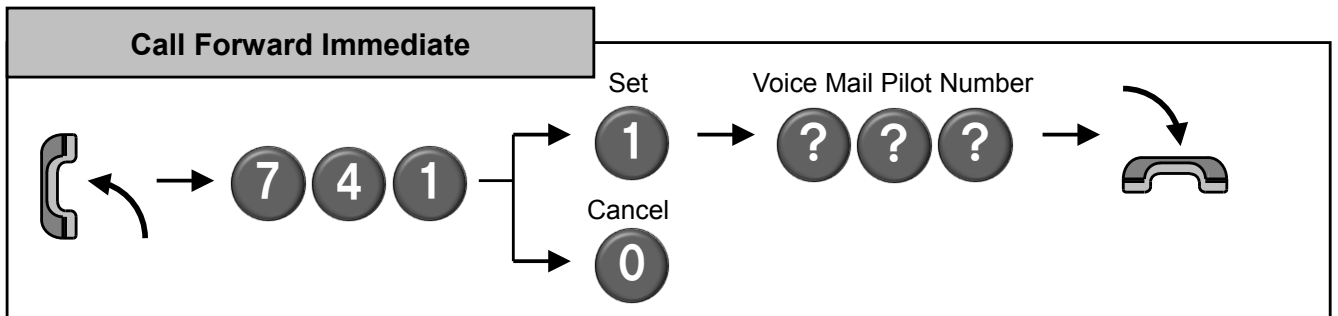 Call Forward Immediate
Set
Voice Mail Pilot Number
7 4 1
1
? ? ?
Cancel
0